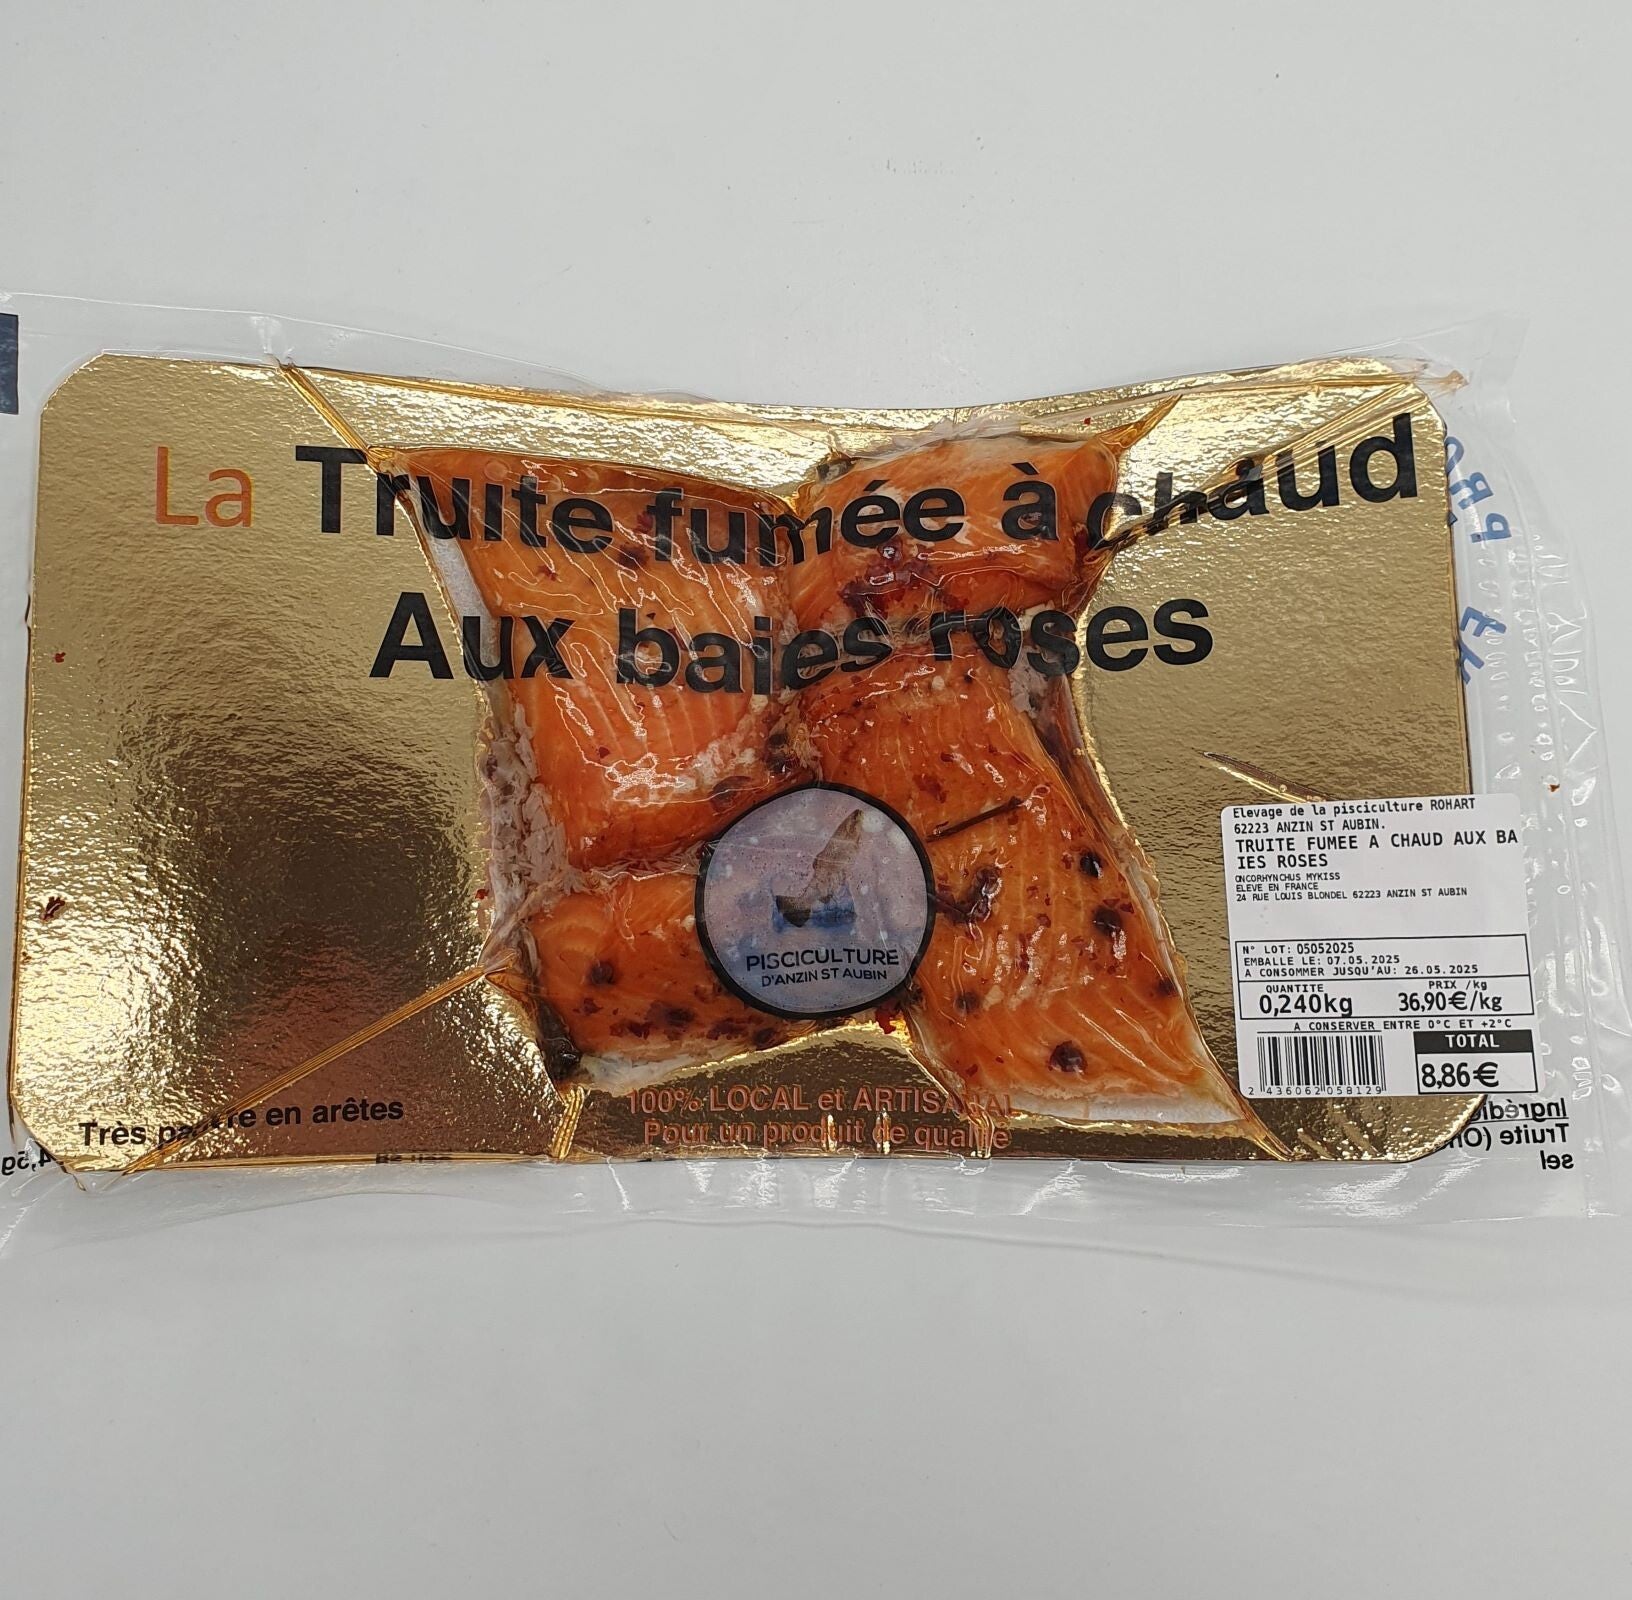 La Truite fumée à chaud
Aux baies roses
PISCICULTURE
D'ANZIN ST AUBIN
Très pauvre en arêtes
100% LOCAL et ARTISANAL
Pour un produit de qualité
Elevage de la pisciculture ROHART
62223 ANZIN ST AUBIN.
TRUITE FUMEE A CHAUD AUX BA
IES ROSES
ONCORHYNCHUS MYKISS
ELEVE EN FRANCE
24 RUE LOUIS BLONDEL 62223 ANZIN ST AUBIN
N° LOT: 05052025
EMBALLE LE: 07.05.2025
A CONSOMMER JUSQU'AU: 26.05.2025
QUANTITE PRIX /kg
0,240kg 36,90€/kg
A CONSERVER ENTRE 0°C ET +2°C
TOTAL
8,86€
2 436062 058129
Ingrédie
Truite (On
sel
4,5g